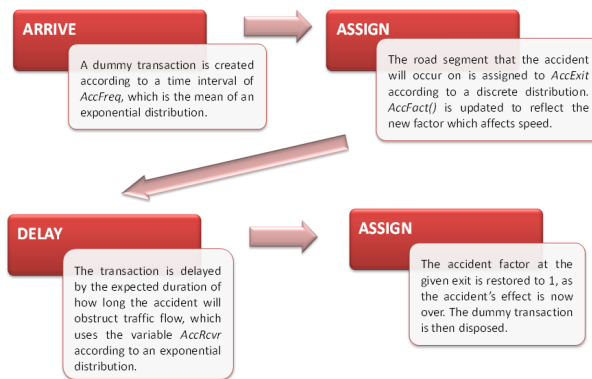 ARRIVE
A dummy transaction is created
according to a time interval of
AccFreq, which is the mean of an
exponential distribution.
ASSIGN
The road segment that the accident
will occur on is assigned to AccExit
according to a discrete distribution.
AccFact() is updated to reflect the
new factor which affects speed.
DELAY
The transaction is delayed
by the expected duration of
how long the accident will
obstruct traffic flow, which
uses the variable AccRcvr
according to an exponential
distribution.
ASSIGN
The accident factor at the
given exit is restored to 1, as
the accident’s effect is now
over. The dummy transaction
is then disposed.